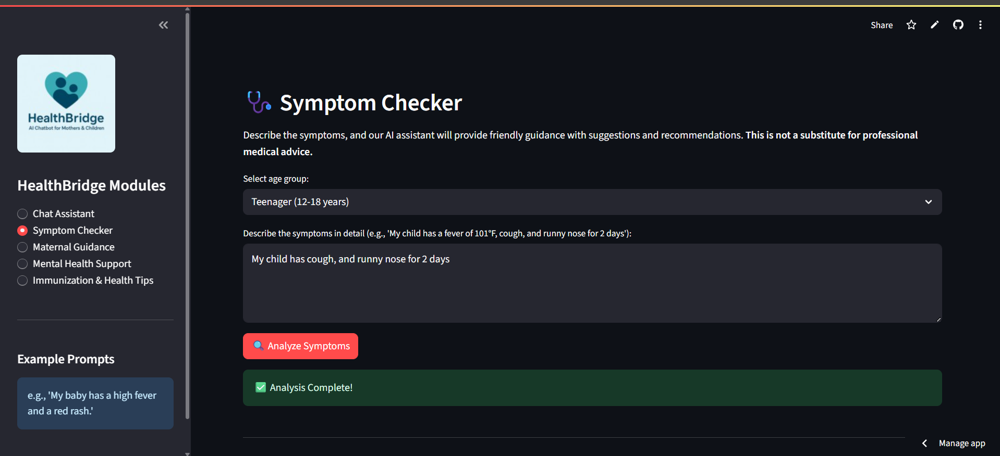 Share
HealthBridge
AI Chatbot for Mothers & Children
HealthBridge Modules
Chat Assistant
Symptom Checker
Maternal Guidance
Mental Health Support
Immunization & Health Tips
Example Prompts
e.g., 'My baby has a high fever
and a red rash.'
Symptom Checker
Describe the symptoms, and our AI assistant will provide friendly guidance with suggestions and recommendations. This is not a substitute for professional
medical advice.
Select age group:
Teenager (12-18 years)
Describe the symptoms in detail (e.g., 'My child has a fever of 101°F, cough, and runny nose for 2 days'):
My child has cough, and runny nose for 2 days
Analyze Symptoms
Analysis Complete!
Manage app